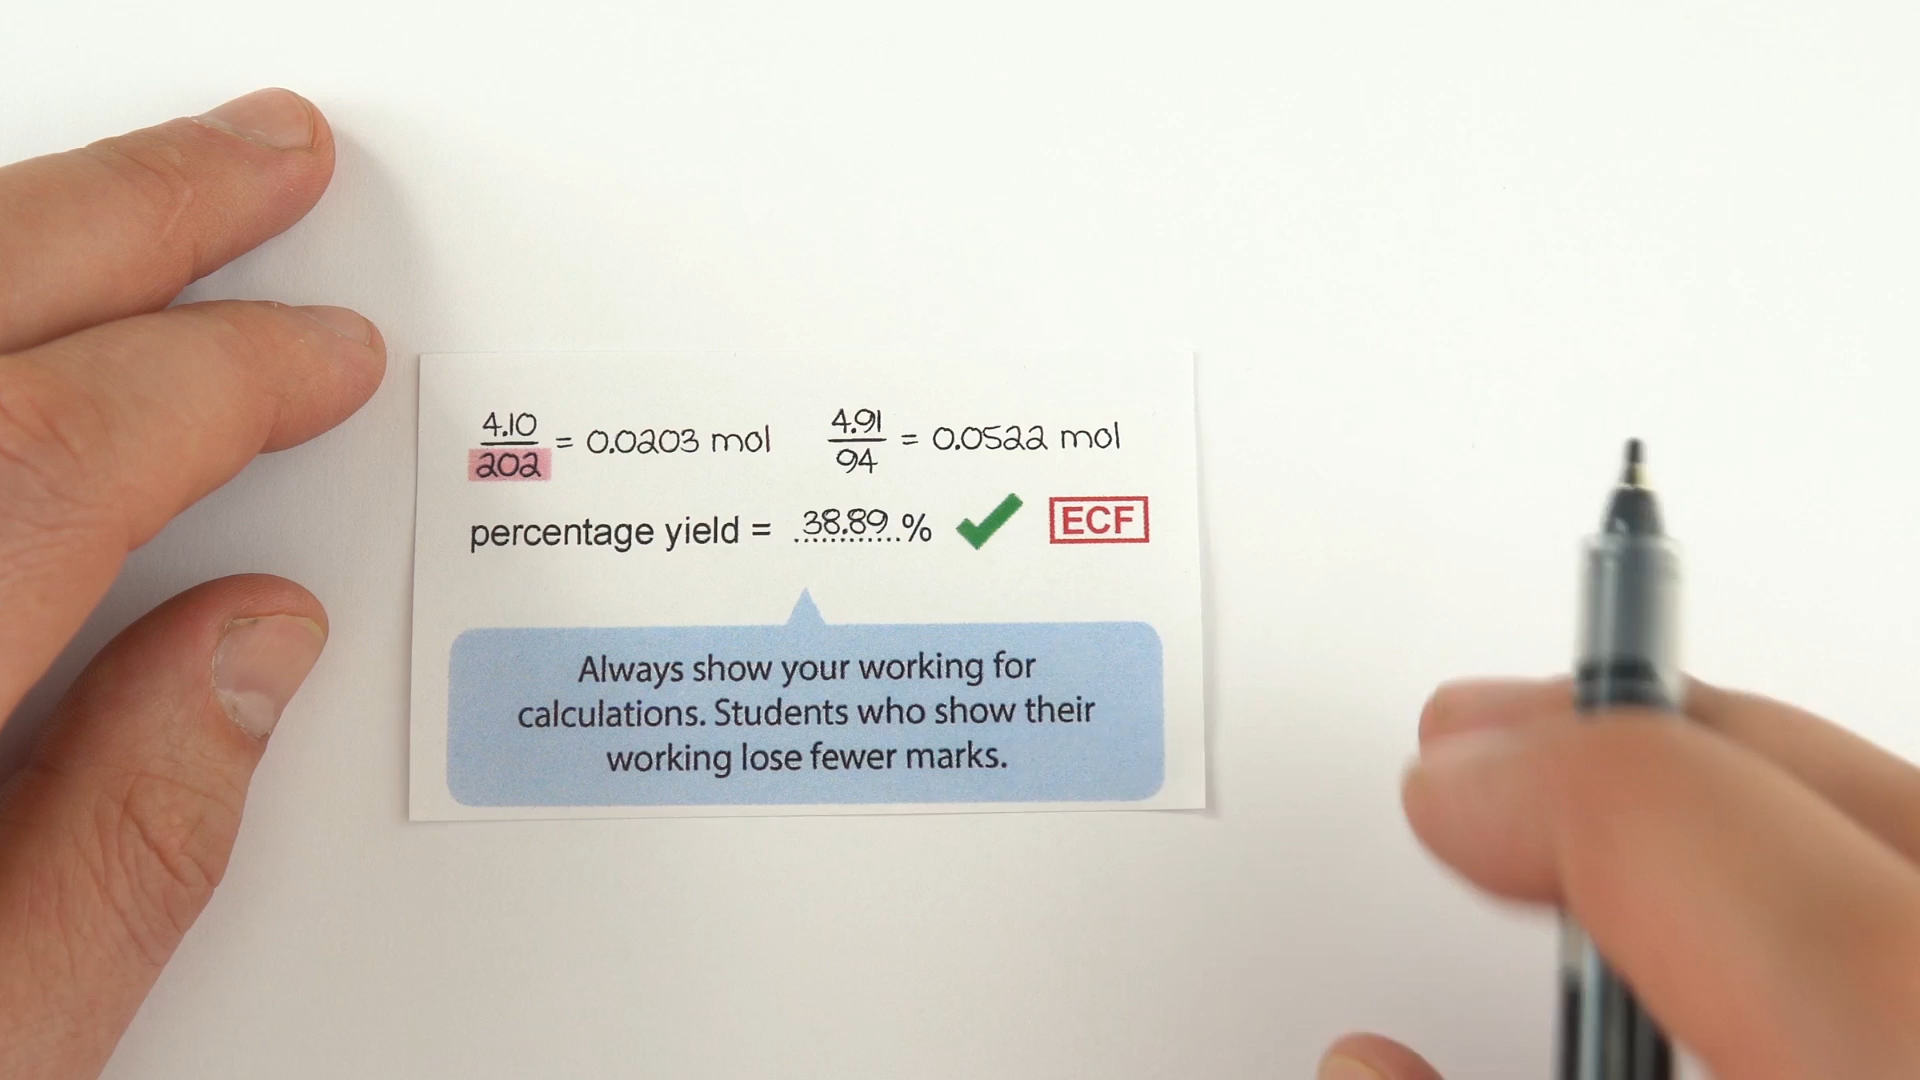 4.10
202
= 0.0203 mol
4.91
94
= 0.0522 mol
percentage yield = 38.89 %
ECF
Always show your working for
calculations. Students who show their
working lose fewer marks.